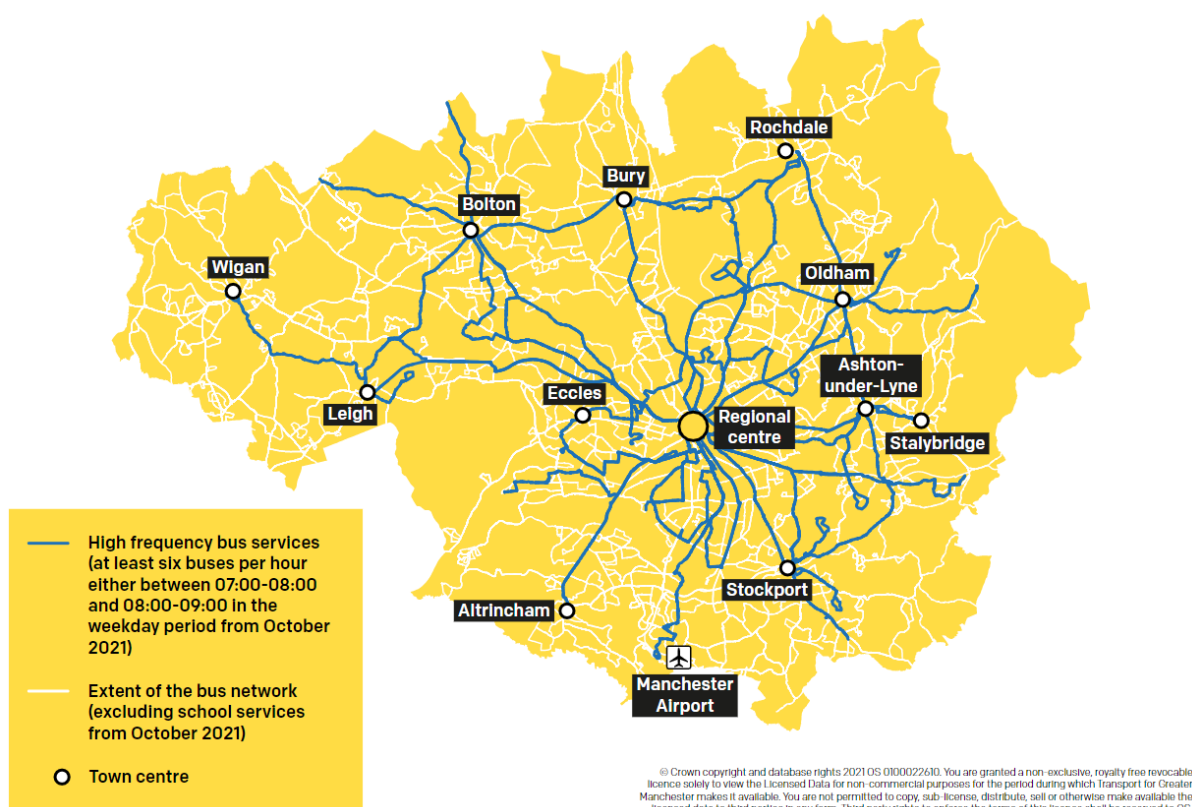 Rochdale
Bury
Bolton
Wigan
Oldham
Ashton-
under-Lyne
Eccles
Leigh
Regional
centre
Stalybridge
High frequency bus services
(at least six buses per hour
either between 07:00-08:00
and 08:00-09:00 in the
weekday period from October
2021)
Stockport
Altrincham
Manchester
Airport
Extent of the bus network
(excluding school services
from October 2021)
Town centre
© Crown copyright and database rights 2021 OS 0100022610. You are granted a non-exclusive, royalty free revocable
licence solely to view the Licensed Data for non-commercial purposes for the period during which Transport for Greater
Manchester makes it available. You are not permitted to copy, sub-license, distribute, sell or otherwise make available the